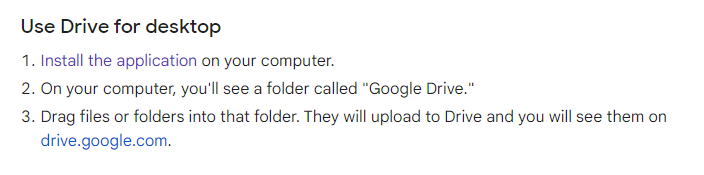 Use Drive for desktop
1. Install the application on your computer.
2. On your computer, you'll see a folder called "Google Drive."
3. Drag files or folders into that folder. They will upload to Drive and you will see them on
drive.google.com.